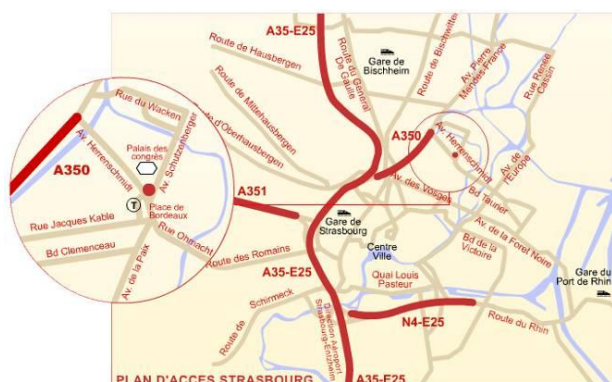 A35-E25
Route de Hausbergen
Route du Général
De Gaulle
Gare de
Bischheim
Route de Bischwiller
Av. Pierre
Mendes-France
Rue Renée
Cassin
Route de Mittelhausbergen
Route d'Oberhausbergen
A350
Av. Herrenschmidt
Av. de
l'Europe
Rue du Wacken
Palais des
congrès
Av. Schutzenberger
A350
Av. Herrenschmidt
T
Place de
Bordeaux
Rue Jacques Kable
Bd Clemenceau
Av. de la Paix
Rue Ohmacht
A351
Av. des Vosges
Bd Tauler
Gare de
Strasbourg
Centre
Ville
Av. de la Foret Noire
Bd de la
Victoire
Route des Romains
A35-E25
Quai Louis
Pasteur
Gare du
Port de Rhin
Schirmeck
Route de
Direction Aéroport
Strasbourg-Entzheim
N4-E25
Route du Rhin
PLAN D'ACCES STRASBOURG
A35-E25